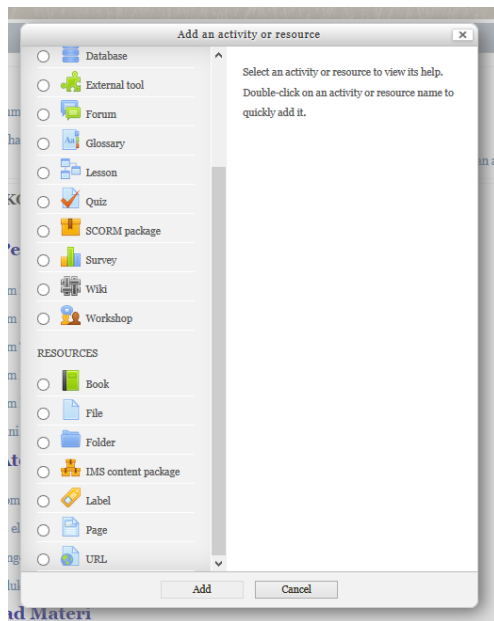 Add an activity or resource
Database
External tool
Forum
Glossary
Lesson
Quiz
SCORM package
Survey
Wiki
Workshop
RESOURCES
Book
File
Folder
IMS content package
Label
Page
URL
Select an activity or resource to view its help.
Double-click on an activity or resource name to
quickly add it.
Add
Cancel
ad Materi